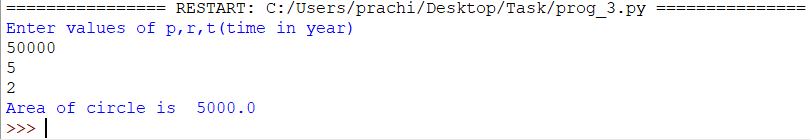 ================ RESTART: C:/Users/prachi/Desktop/Task/prog_3.py ===============
Enter values of p,r,t(time in year)
50000
5
2
Area of circle is  5000.0
>>>